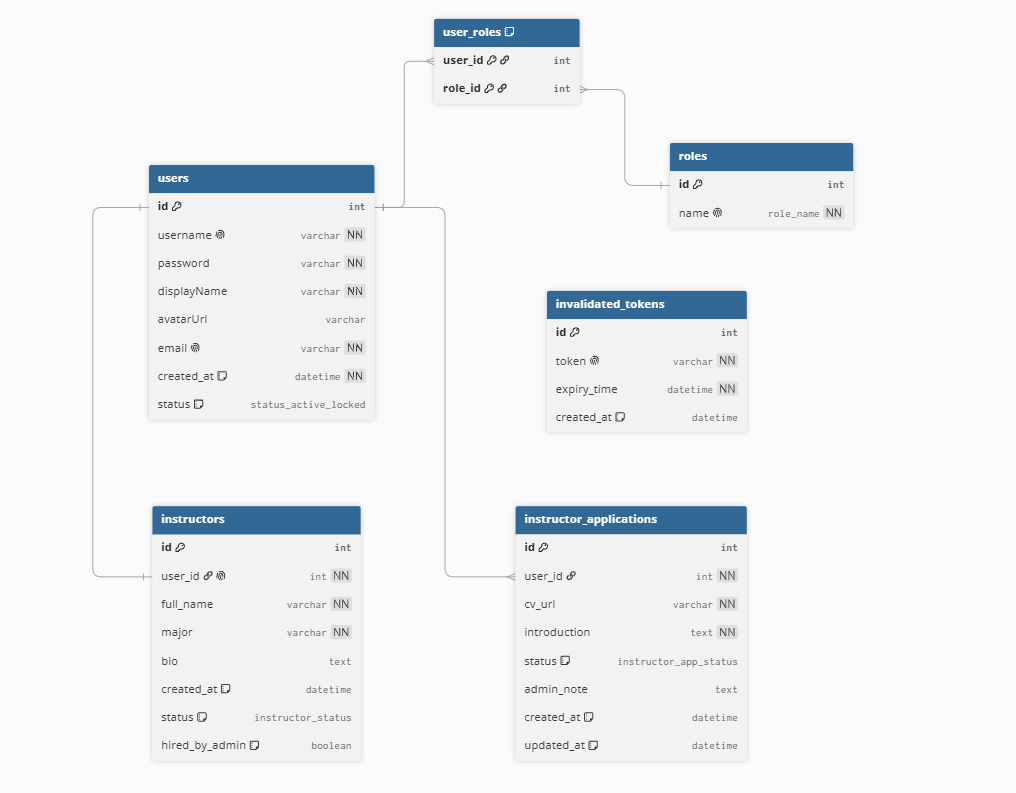 user_roles
user_id int
role_id int
roles
id int
name role_name NN
users
id int
username varchar NN
password varchar NN
displayName varchar NN
avatarUrl varchar
email varchar NN
created_at datetime NN
status status_active_locked
invalidated_tokens
id int
token varchar NN
expiry_time datetime NN
created_at datetime
instructors
id int
user_id int NN
full_name varchar NN
major varchar NN
bio text
created_at datetime
status instructor_status
hired_by_admin boolean
instructor_applications
id int
user_id int NN
cv_url varchar NN
introduction text NN
status instructor_app_status
admin_note text
created_at datetime
updated_at datetime